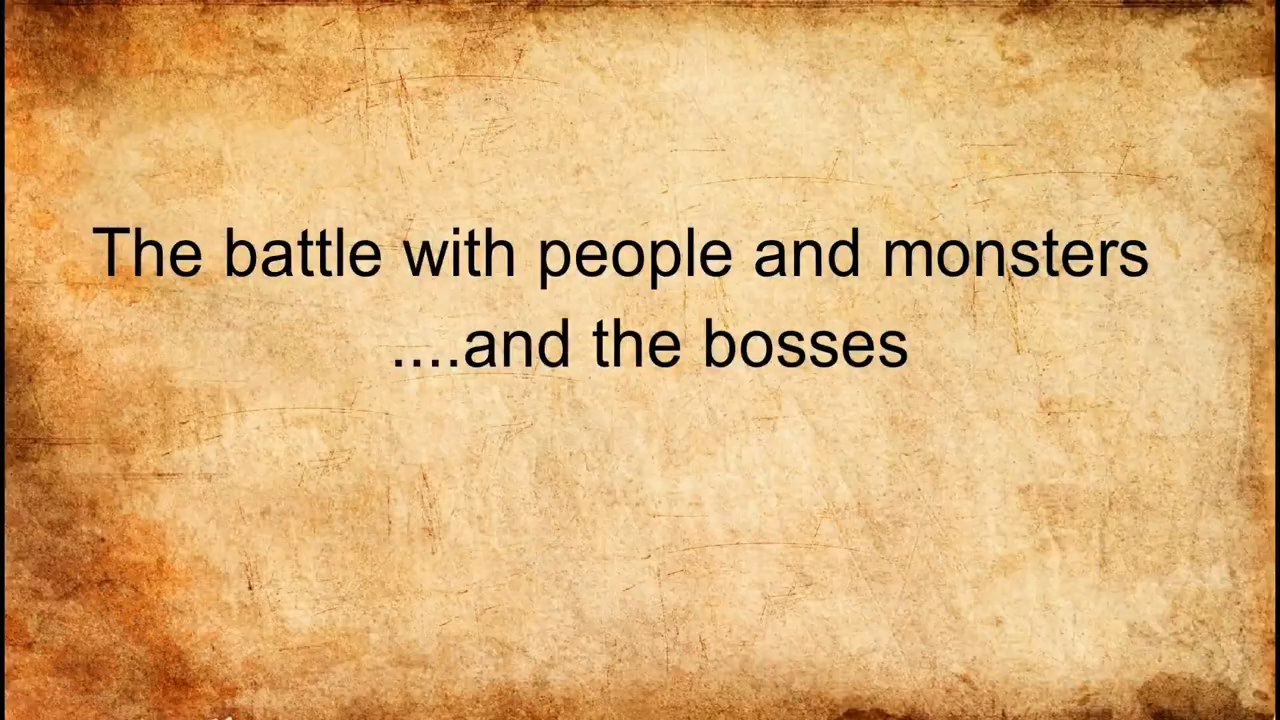 The battle with people and monsters
....and the bosses